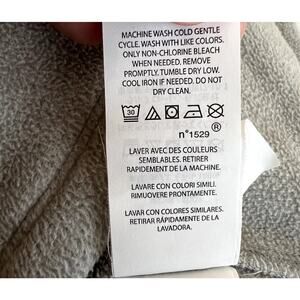 MACHINE WASH COLD GENTLE
CYCLE. WASH WITH LIKE COLORS.
ONLY NON-CHLORINE BLEACH
WHEN NEEDED. REMOVE
PROMPTLY. TUMBLE DRY LOW.
COOL IRON IF NEEDED. DO NOT
DRY CLEAN.
30
n°1529 ®
LAVER AVEC DES COULEURS
SEMBLABLES. RETIRER
RAPIDEMENT DE LA MACHINE.
LAVARE CON COLORI SIMILI.
RIMUOVERE PRONTAMENTE.
LAVAR CON COLORES SIMILARES.
RETIRAR RÁPIDAMENTE DE LA
LAVADORA.